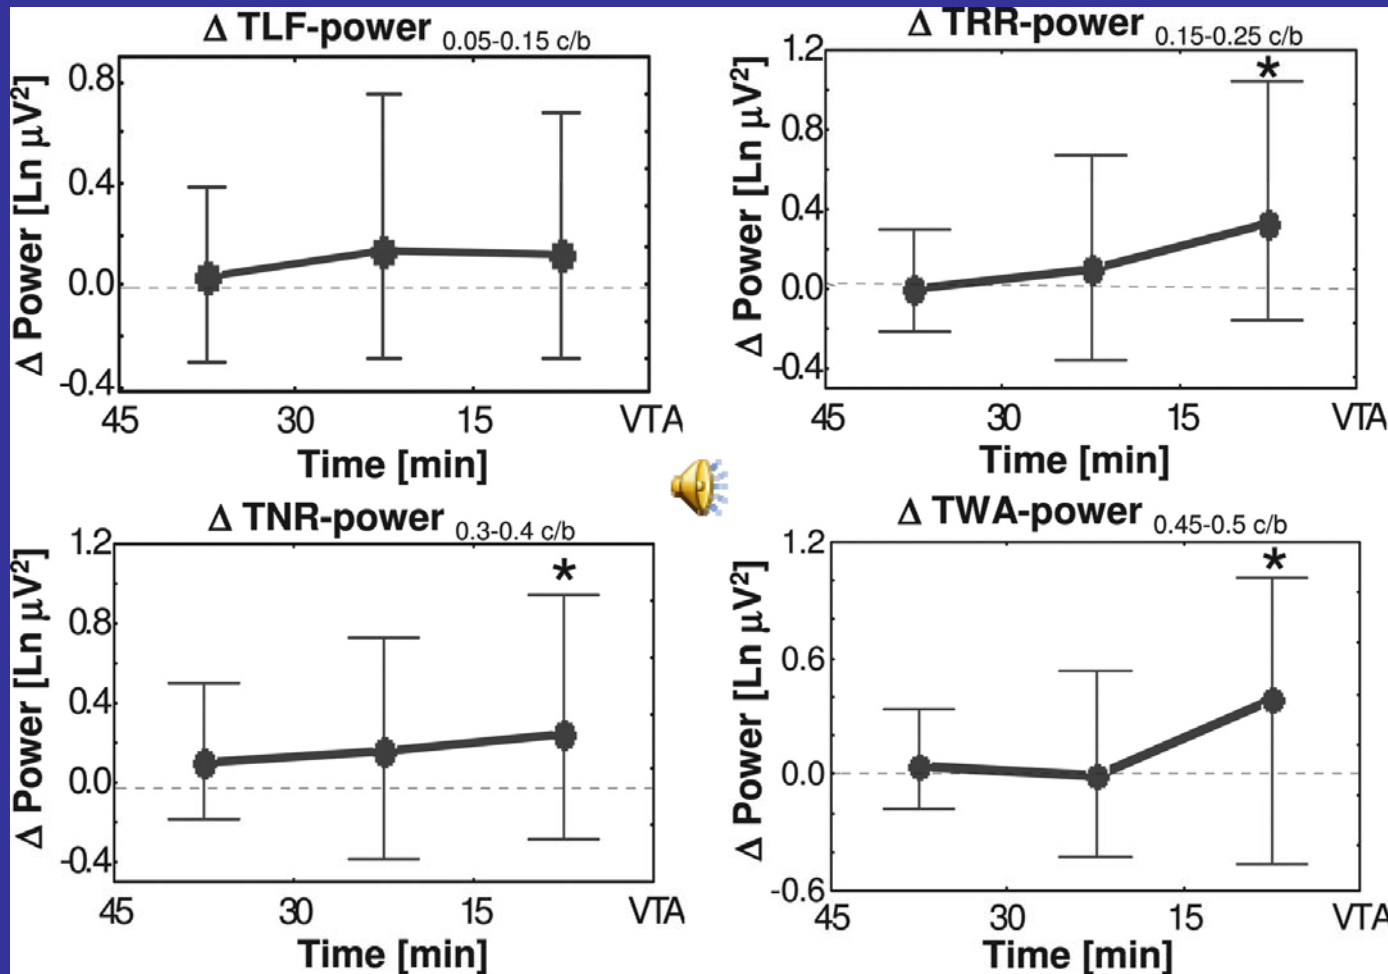 Δ TLF-power 0.05-0.15 c/b
Δ Power [Ln μV²]
0.8
0.4
0.0
-0.4
45 30 15 VTA
Time [min]
Δ TRR-power 0.15-0.25 c/b
Δ Power [Ln μV²]
1.2
*
0.8
0.4
0.0
-0.4
45 30 15 VTA
Time [min]
Δ TNR-power 0.3-0.4 c/b
Δ Power [Ln μV²]
1.2
*
0.8
0.4
0.0
-0.4
45 30 15 VTA
Time [min]
Δ TWA-power 0.45-0.5 c/b
Δ Power [Ln μV²]
1.2
*
0.6
0.0
-0.6
45 30 15 VTA
Time [min]